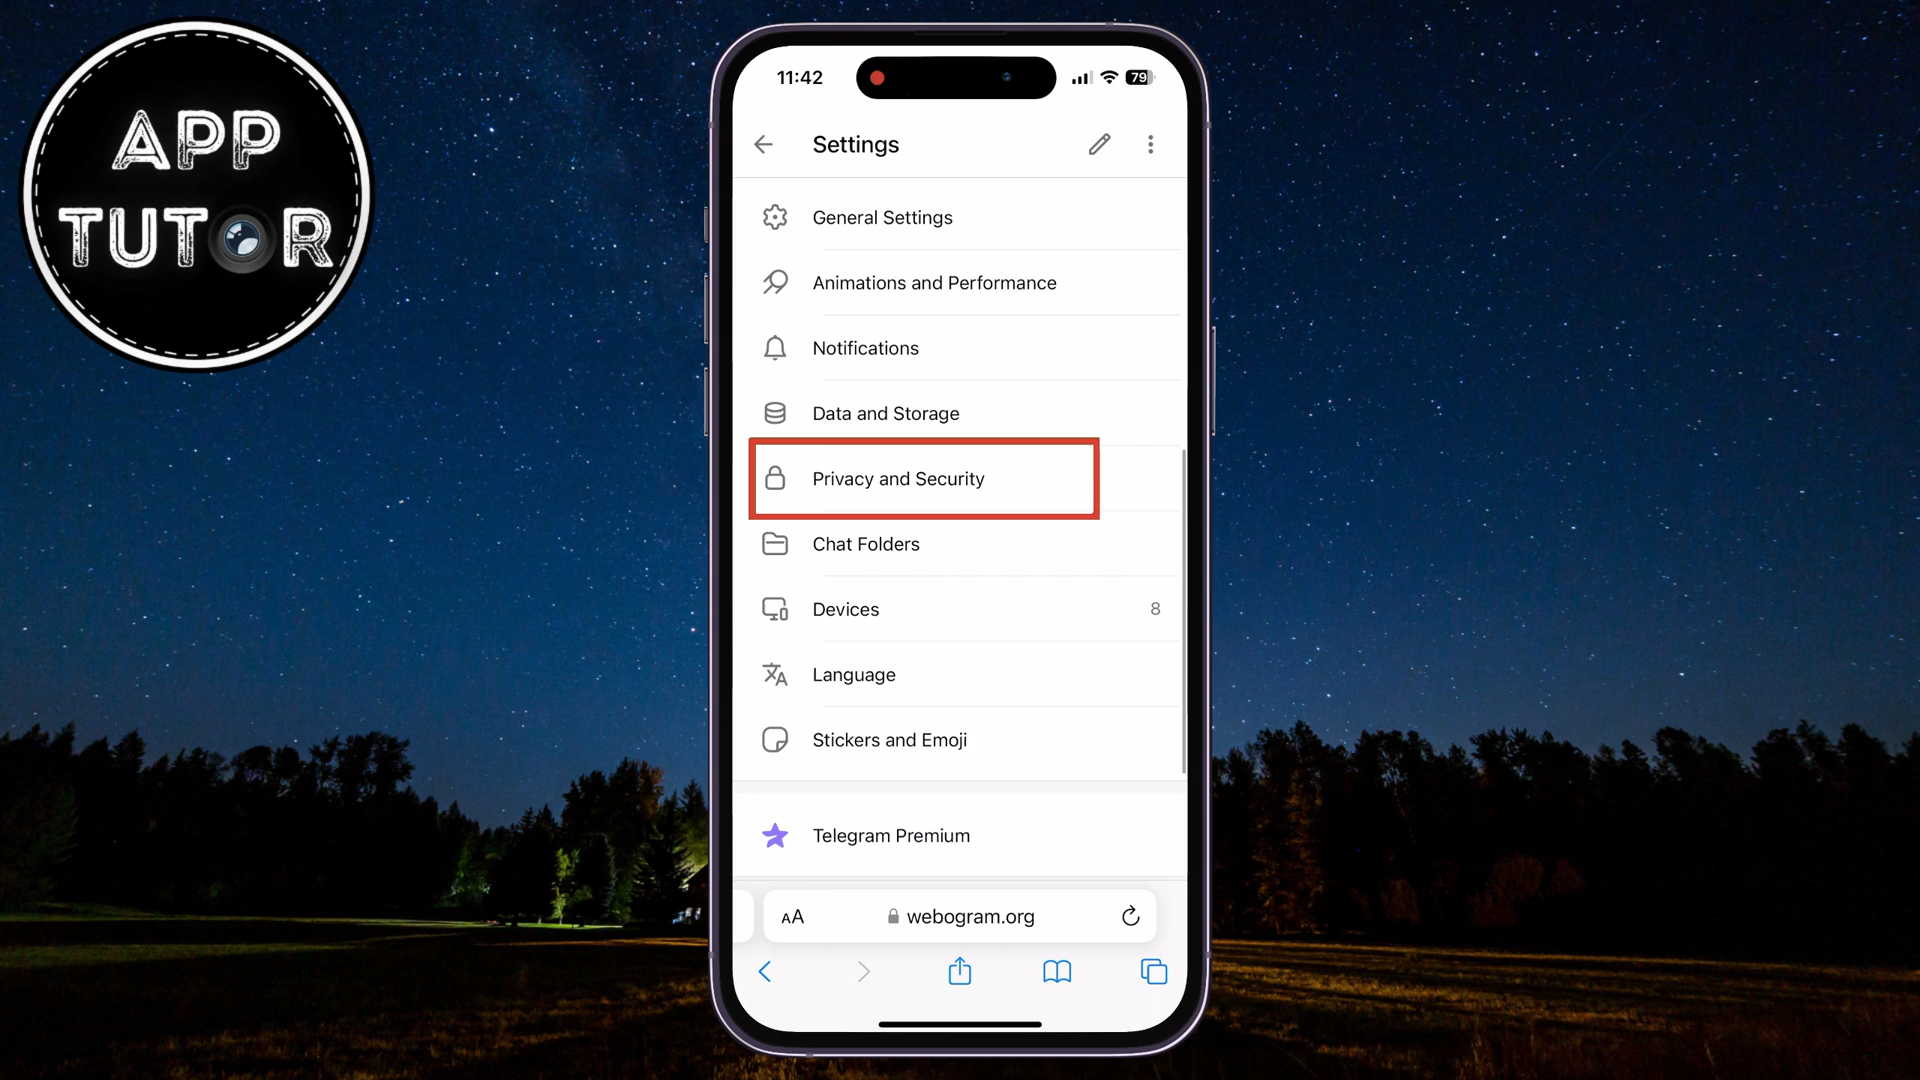 APP
TUTOR
11:42
79
Settings
General Settings
Animations and Performance
Notifications
Data and Storage
Privacy and Security
Chat Folders
Devices 8
Language
Stickers and Emoji
Telegram Premium
AA webogram.org